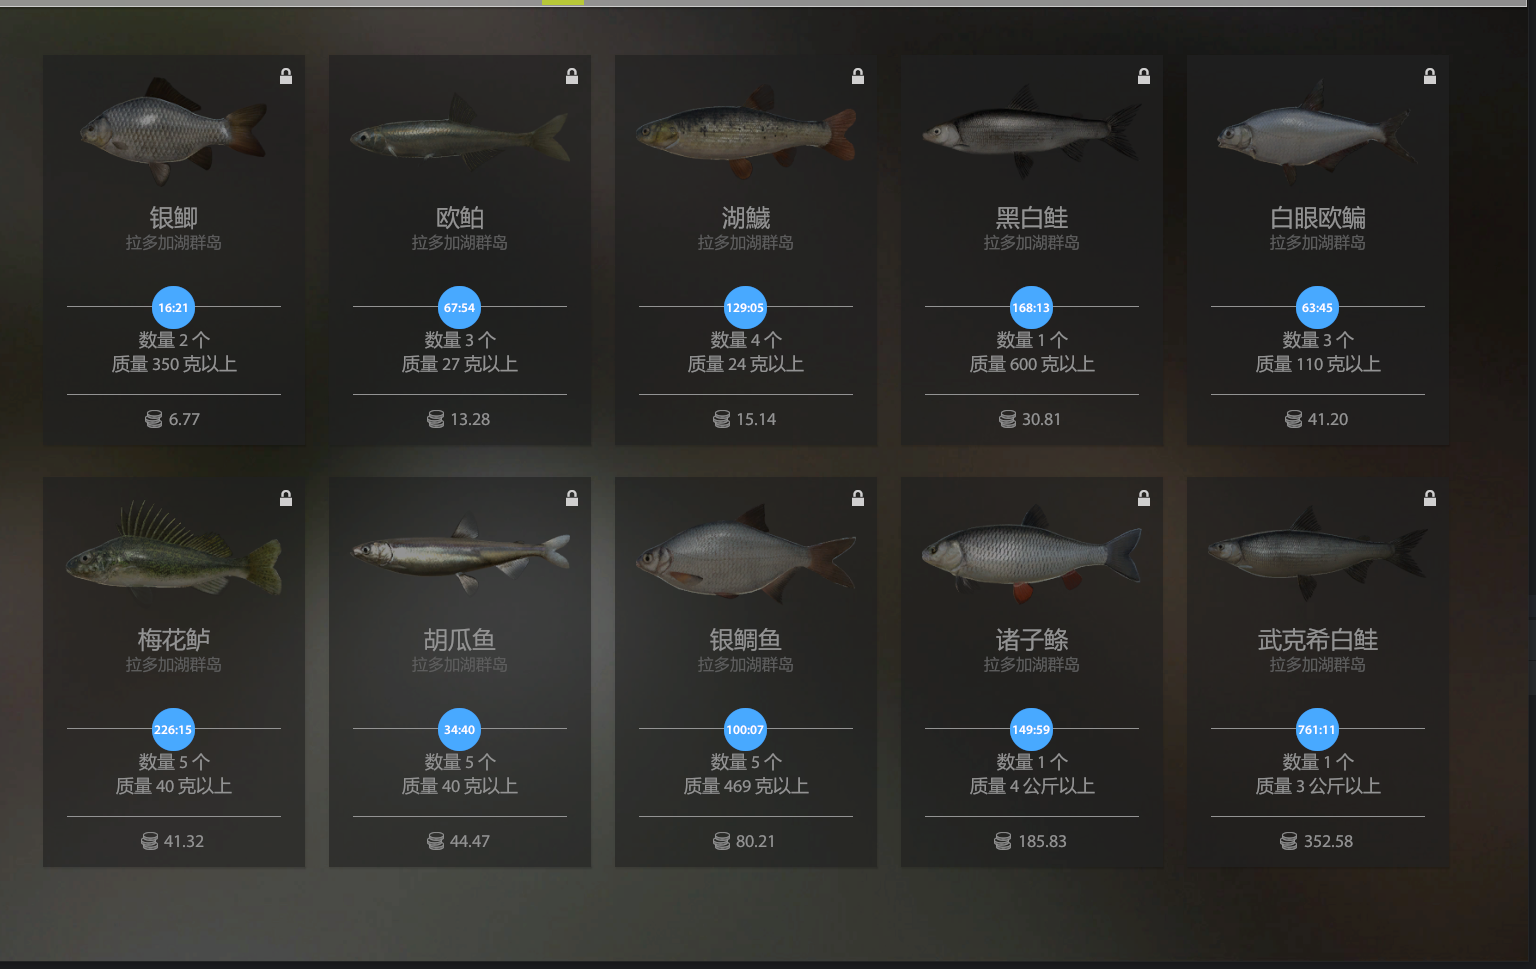 银鲫
拉多加湖群岛
16:21
数量 2 个
质量 350 克以上
6.77
欧鲌
拉多加湖群岛
67:54
数量 3 个
质量 27 克以上
13.28
湖鱥
拉多加湖群岛
129:05
数量 4 个
质量 24 克以上
15.14
黑白鲑
拉多加湖群岛
168:13
数量 1 个
质量 600 克以上
30.81
白眼欧鳊
拉多加湖群岛
63:45
数量 3 个
质量 110 克以上
41.20
梅花鲈
拉多加湖群岛
226:15
数量 5 个
质量 40 克以上
41.32
胡瓜鱼
拉多加湖群岛
34:40
数量 5 个
质量 40 克以上
44.47
银鲷鱼
拉多加湖群岛
100:07
数量 5 个
质量 469 克以上
80.21
诸子鲦
拉多加湖群岛
149:59
数量 1 个
质量 4 公斤以上
185.83
武克希白鲑
拉多加湖群岛
761:11
数量 1 个
质量 3 公斤以上
352.58